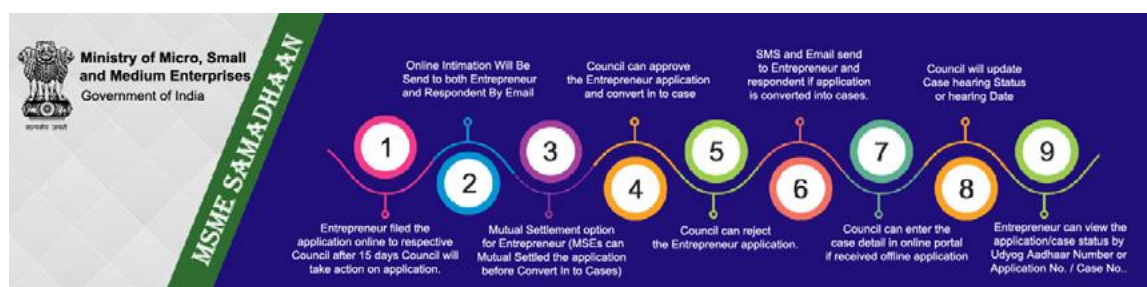 Ministry of Micro, Small
and Medium Enterprises
Government of India
सत्यमेव जयते
MSME SAMADHAAN
1
Entrepreneur filed the
application online to respective
Council after 15 days Council will
take action on application.
Online Intimation Will Be
Send to both Entrepreneur
and Respondent By Email
2
3
Mutual Settlement option
for Entrepreneur (MSEs can
Mutual Settled the application
before Convert In to Cases)
Council can approve
the Entrepreneur application
and convert in to case
4
5
Council can reject
the Entrepreneur application.
SMS and Email send
to Entrepreneur and
respondent if application
is converted into cases.
6
7
Council can enter the
case detail in online portal
if received offline application
Council will update
Case hearing Status
or hearing Date
8
9
Entrepreneur can view the
application/case status by
Udyog Aadhaar Number or
Application No. / Case No..